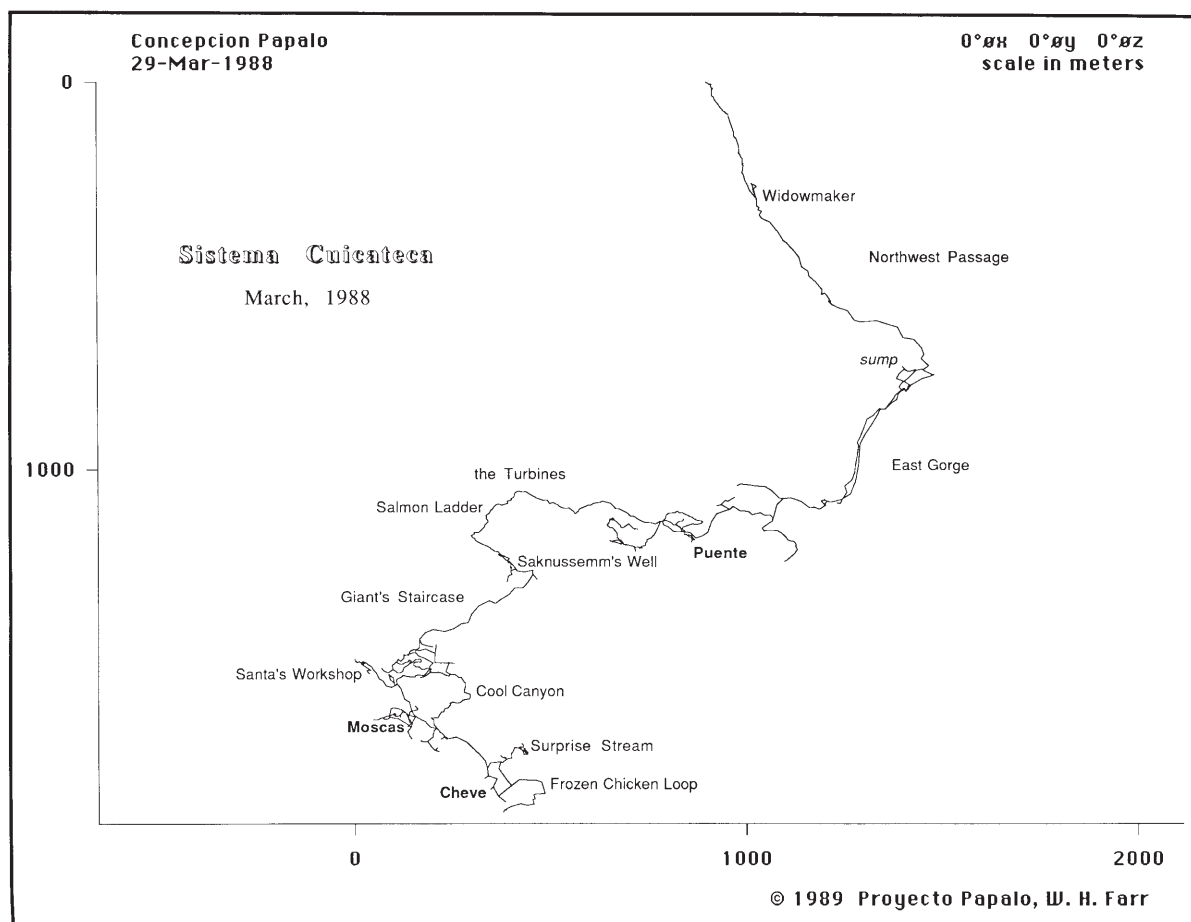 Concepcion Papalo
29-Mar-1988
0°øx 0°øy 0°øz
scale in meters
0
Widowmaker
Sistema Cuicateca
Northwest Passage
March, 1988
sump
1000
East Gorge
the Turbines
Salmon Ladder
Puente
Saknussemm's Well
Giant's Staircase
Santa's Workshop
Cool Canyon
Moscas
Surprise Stream
Frozen Chicken Loop
Cheve
0 1000 2000
© 1989 Proyecto Papalo, W. H. Farr